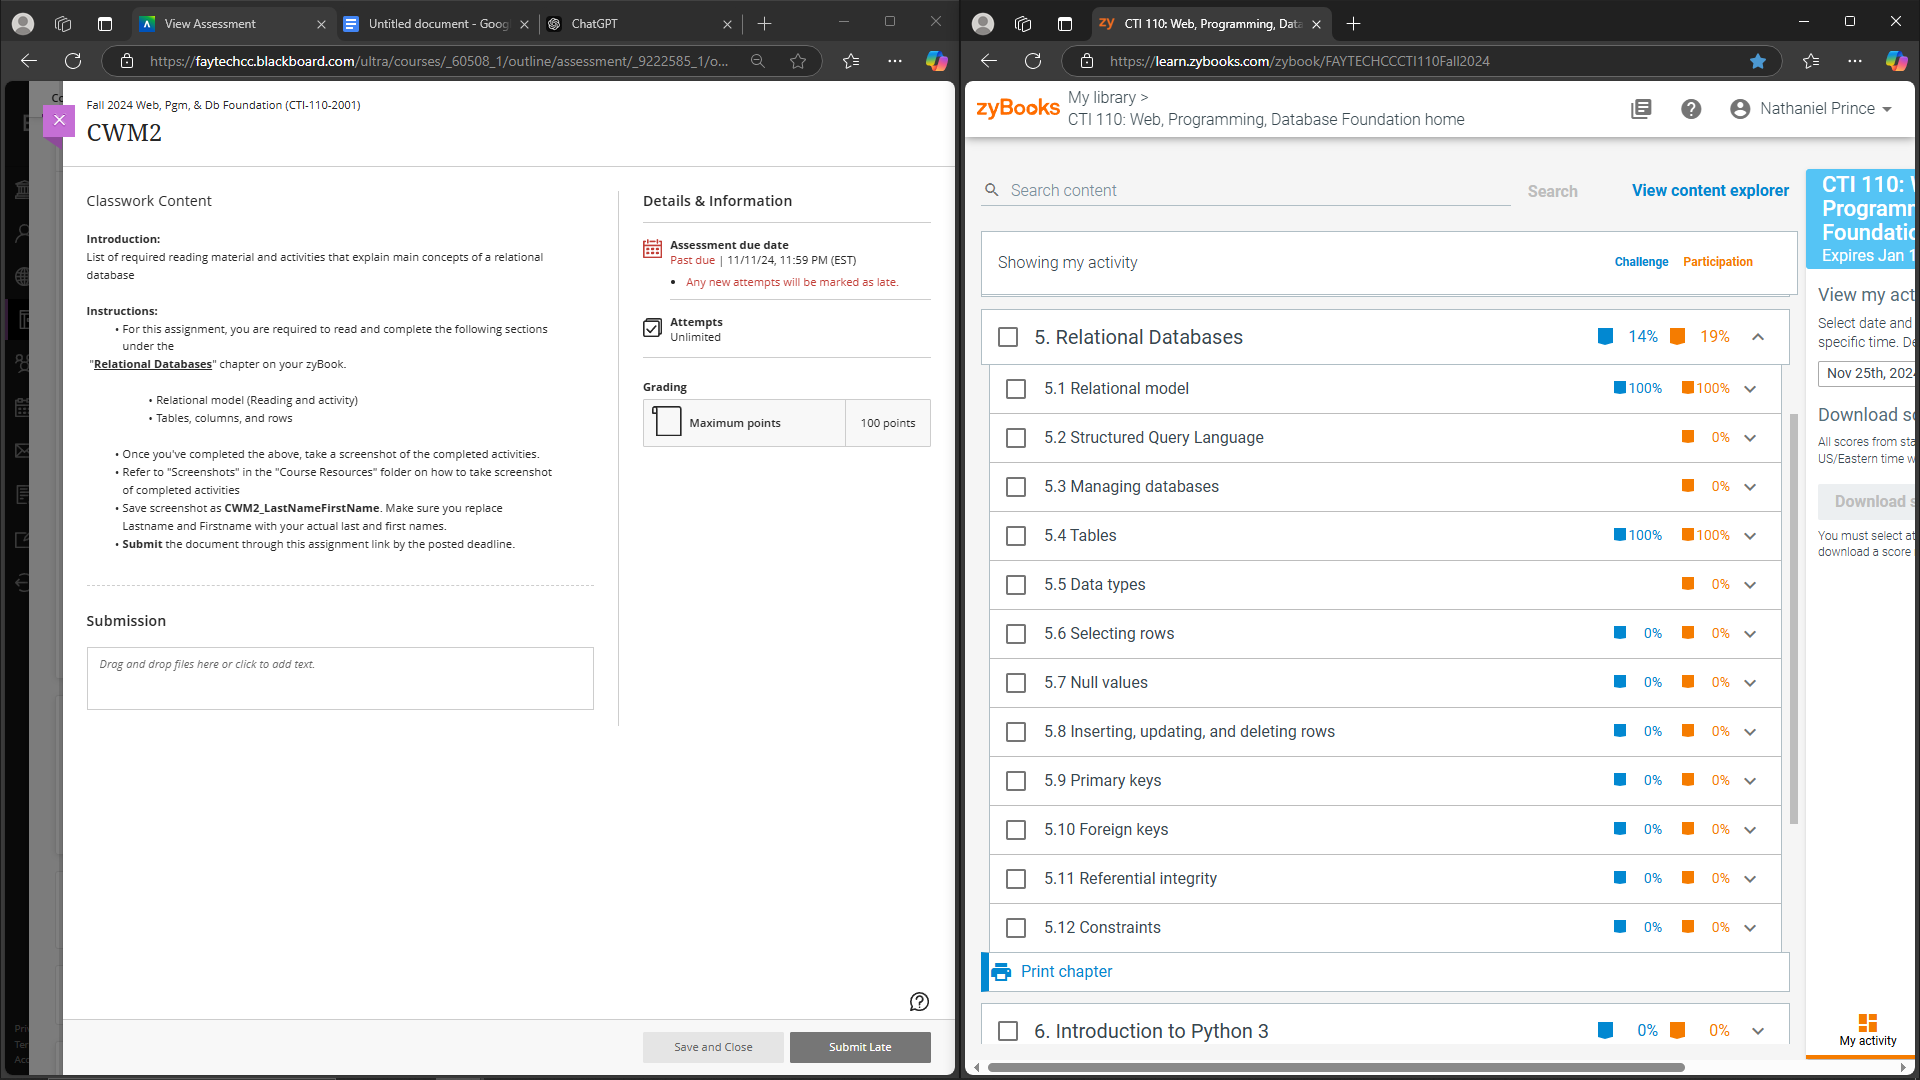 View Assessment
Untitled document - Goog
ChatGPT
https://faytechcc.blackboard.com/ultra/courses/_60508_1/outline/assessment/_9222585_1/o...
Fall 2024 Web, Pgm, & Db Foundation (CTI-110-2001)
CWM2
Classwork Content
Introduction:
List of required reading material and activities that explain main concepts of a relational
database
Instructions:
• For this assignment, you are required to read and complete the following sections
under the
"Relational Databases" chapter on your zyBook.
• Relational model (Reading and activity)
• Tables, columns, and rows
• Once you've completed the above, take a screenshot of the completed activities.
• Refer to "Screenshots" in the "Course Resources" folder on how to take screenshot
of completed activities
• Save screenshot as CWM2_LastNameFirstName. Make sure you replace
Lastname and Firstname with your actual last and first names.
• Submit the document through this assignment link by the posted deadline.
Submission
Drag and drop files here or click to add text.
Details & Information
Assessment due date
Past due | 11/11/24, 11:59 PM (EST)
• Any new attempts will be marked as late.
Attempts
Unlimited
Grading
Maximum points 100 points
Save and Close
Submit Late
zy CTI 110: Web, Programming, Data
https://learn.zybooks.com/zybook/FAYTECHCCCTI110Fall2024
zyBooks
My library >
CTI 110: Web, Programming, Database Foundation home
Nathaniel Prince
Search content
Search
View content explorer
Showing my activity
Challenge Participation
5. Relational Databases 14% 19%
5.1 Relational model 100% 100%
5.2 Structured Query Language 0%
5.3 Managing databases 0%
5.4 Tables 100% 100%
5.5 Data types 0%
5.6 Selecting rows 0% 0%
5.7 Null values 0% 0%
5.8 Inserting, updating, and deleting rows 0% 0%
5.9 Primary keys 0% 0%
5.10 Foreign keys 0% 0%
5.11 Referential integrity 0% 0%
5.12 Constraints 0% 0%
Print chapter
6. Introduction to Python 3 0% 0%
CTI 110:
Programm
Foundatio
Expires Jan 1
View my act
Select date and
specific time. De
Nov 25th, 2024
Download sc
All scores from sta
US/Eastern time w
Download s
You must select at
download a score
My activity